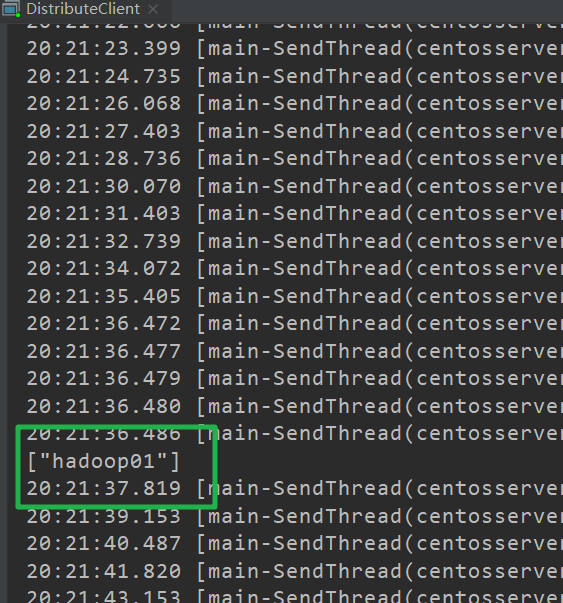 DistributeClient
20:21:22.066 [main-SendThread(centosserver
20:21:23.399 [main-SendThread(centosserver
20:21:24.735 [main-SendThread(centosserver
20:21:26.068 [main-SendThread(centosserver
20:21:27.403 [main-SendThread(centosserver
20:21:28.736 [main-SendThread(centosserver
20:21:30.070 [main-SendThread(centosserver
20:21:31.403 [main-SendThread(centosserver
20:21:32.739 [main-SendThread(centosserver
20:21:34.072 [main-SendThread(centosserver
20:21:35.405 [main-SendThread(centosserver
20:21:36.472 [main-SendThread(centosserver
20:21:36.477 [main-SendThread(centosserver
20:21:36.479 [main-SendThread(centosserver
20:21:36.480 [main-SendThread(centosserver
20:21:36.486 [main-SendThread(centosserver
["hadoop01"]
20:21:37.819 [main-SendThread(centosserver
20:21:39.153 [main-SendThread(centosserver
20:21:40.487 [main-SendThread(centosserver
20:21:41.820 [main-SendThread(centosserver
20:21:43.153 [main-SendThread(centosserver